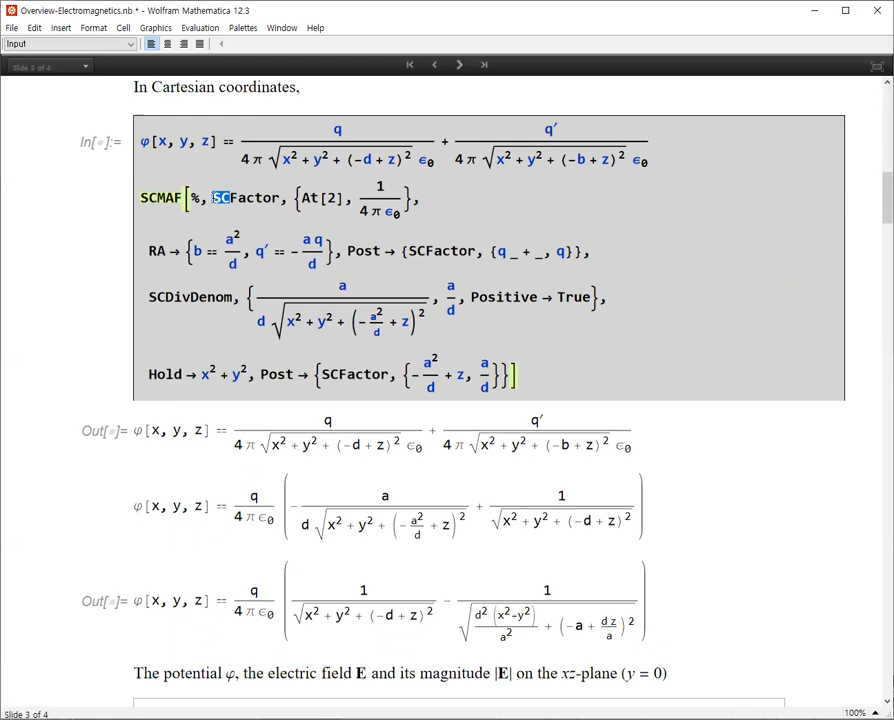 Overview-Electromagnetics.nb * - Wolfram Mathematica 12.3
File Edit Insert Format Cell Graphics Evaluation Palettes Window Help
Input
Slide 3 of 4
In Cartesian coordinates,
In[∘]:= φ[x, y, z] == q/(4 π √(x² + y² + (-d + z)²) ϵ₀) + q′/(4 π √(x² + y² + (-b + z)²) ϵ₀)
SCMAF[%, SCFactor, {At[2], 1/(4 π ϵ₀)},
RA → {b == a²/d, q′ == - a q/d}, Post → {SCFactor, {q _ + _, q}},
SCDivDenom, {a/(d √(x² + y² + (-a²/d + z)²)), a/d, Positive → True},
Hold → x² + y², Post → {SCFactor, {-a²/d + z, a/d}}]
Out[∘]= φ[x, y, z] == q/(4 π √(x² + y² + (-d + z)²) ϵ₀) + q′/(4 π √(x² + y² + (-b + z)²) ϵ₀)
φ[x, y, z] == q/(4 π ϵ₀) (- a/(d √(x² + y² + (-a²/d + z)²)) + 1/√(x² + y² + (-d + z)²))
Out[∘]= φ[x, y, z] == q/(4 π ϵ₀) (1/√(x² + y² + (-d + z)²) - 1/√(d² (x²+y²)/a² + (-a + d z/a)²))
The potential φ, the electric field E and its magnitude |E| on the xz-plane (y = 0)
Slide 3 of 4
100%